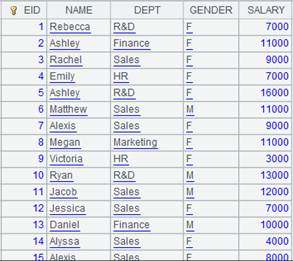 EID NAME DEPT GENDER SALARY
1 Rebecca R&D F 7000
2 Ashley Finance F 11000
3 Rachel Sales F 9000
4 Emily HR F 7000
5 Ashley R&D F 16000
6 Matthew Sales M 11000
7 Alexis Sales F 9000
8 Megan Marketing F 11000
9 Victoria HR F 3000
10 Ryan R&D M 13000
11 Jacob Sales M 12000
12 Jessica Sales F 7000
13 Daniel Finance M 10000
14 Alyssa Sales F 4000
15 Alexis Sales F 8000